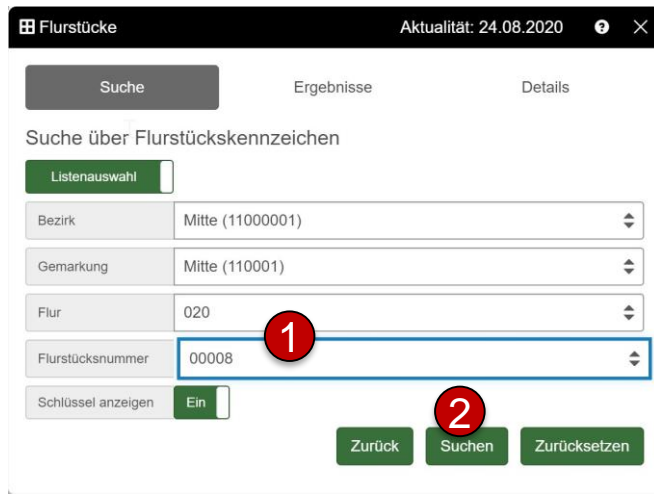 Flurstücke Aktualität: 24.08.2020 ?
Suche Ergebnisse Details
Suche über Flurstückskennzeichen
Listenauswahl
Bezirk Mitte (11000001)
Gemarkung Mitte (110001)
Flur 020
1
Flurstücksnummer 00008
Schlüssel anzeigen Ein
2
Zurück Suchen Zurücksetzen